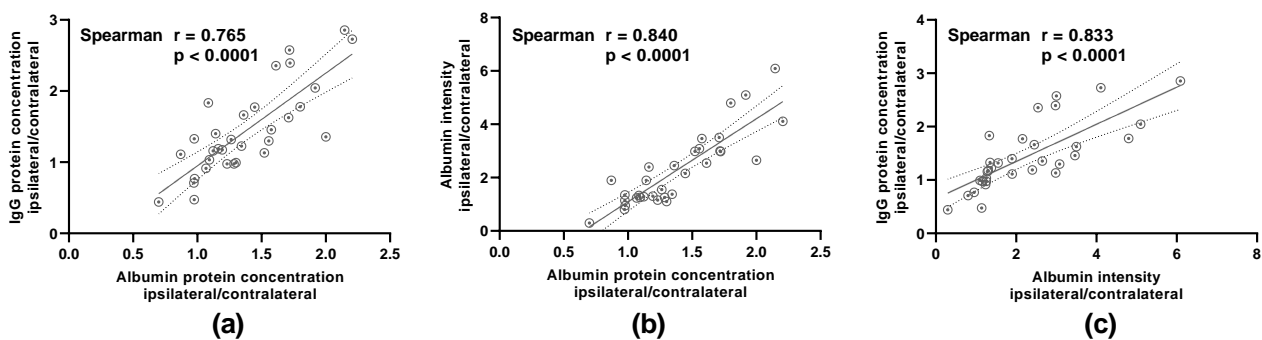 Spearman r = 0.765
p < 0.0001
IgG protein concentration
ipsilateral/contralateral
3
2
1
0
0.0 0.5 1.0 1.5 2.0 2.5
Albumin protein concentration
ipsilateral/contralateral
(a)
Spearman r = 0.840
p < 0.0001
Albumin intensity
ipsilateral/contralateral
8
6
4
2
0
0.0 0.5 1.0 1.5 2.0 2.5
Albumin protein concentration
ipsilateral/contralateral
(b)
Spearman r = 0.833
p < 0.0001
IgG protein concentration
ipsilateral/contralateral
4
3
2
1
0
0 2 4 6 8
Albumin intensity
ipsilateral/contralateral
(c)